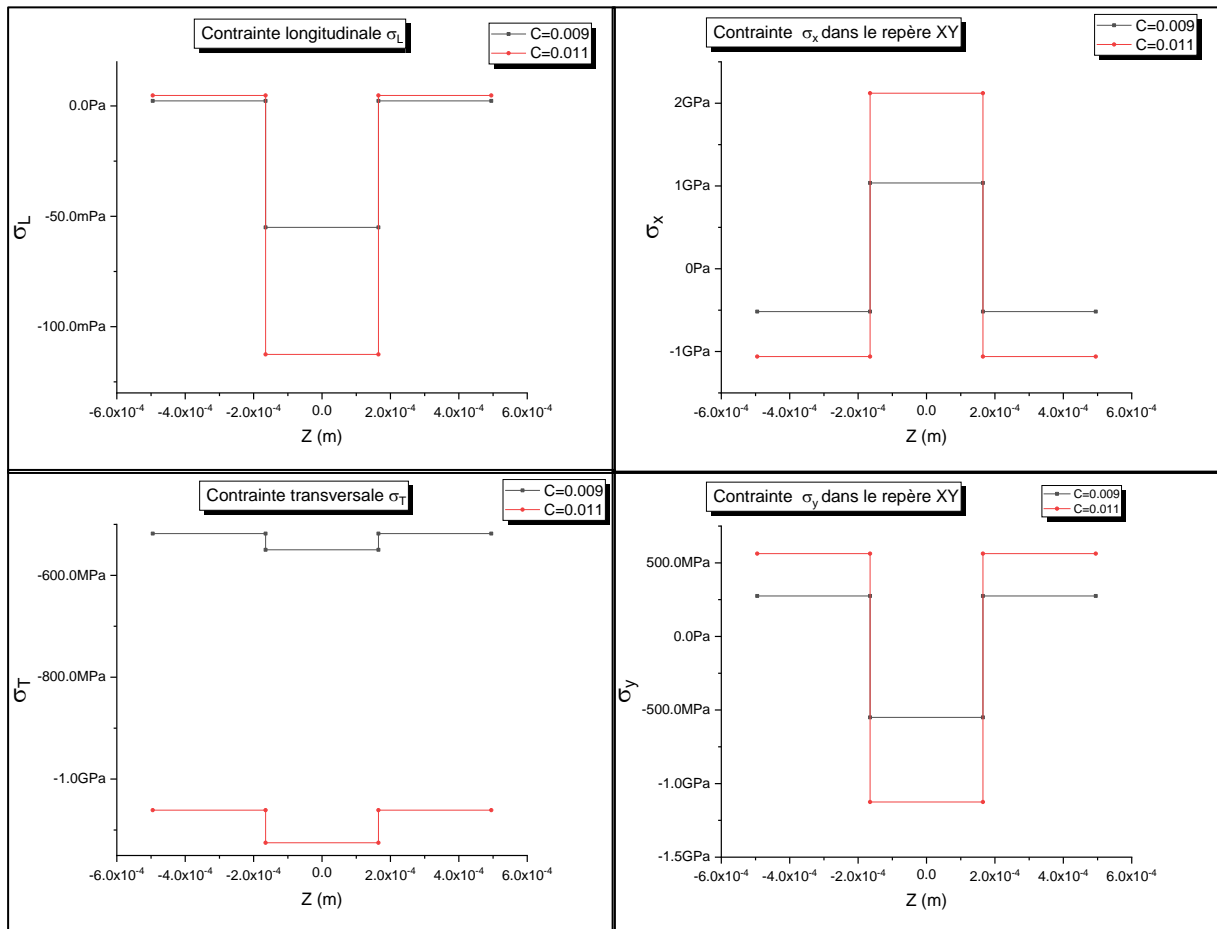 Contrainte longitudinale σL
C=0.009
C=0.011
0.0Pa
-50.0mPa
-100.0mPa
σL
-6.0x10-4 -4.0x10-4 -2.0x10-4 0.0 2.0x10-4 4.0x10-4 6.0x10-4
Z (m)
Contrainte σx dans le repère XY
C=0.009
C=0.011
2GPa
1GPa
0Pa
-1GPa
σx
-6.0x10-4 -4.0x10-4 -2.0x10-4 0.0 2.0x10-4 4.0x10-4 6.0x10-4
Z (m)
Contrainte transversale σT
C=0.009
C=0.011
-600.0MPa
-800.0MPa
-1.0GPa
σT
-6.0x10-4 -4.0x10-4 -2.0x10-4 0.0 2.0x10-4 4.0x10-4 6.0x10-4
Z (m)
Contrainte σy dans le repère XY
C=0.009
C=0.011
500.0MPa
0.0Pa
-500.0MPa
-1.0GPa
-1.5GPa
σy
-6.0x10-4 -4.0x10-4 -2.0x10-4 0.0 2.0x10-4 4.0x10-4 6.0x10-4
Z (m)